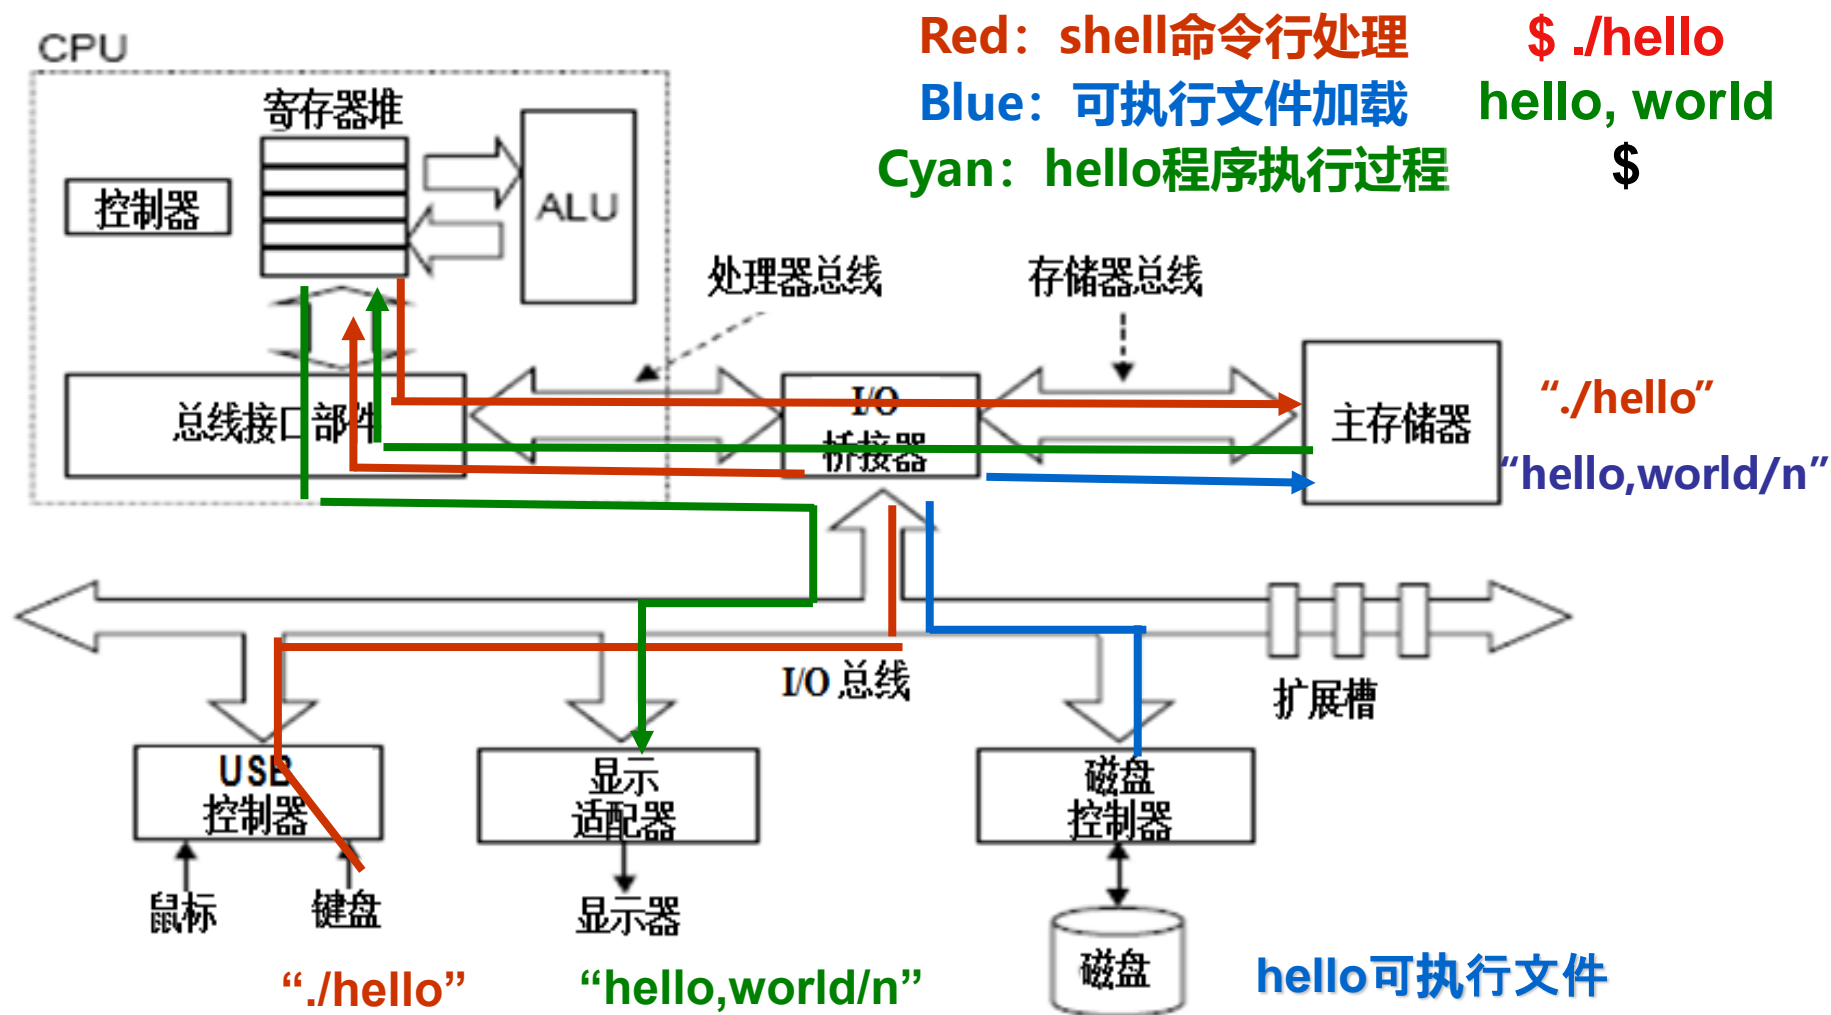 CPU
Red：shell命令行处理
$ ./hello
Blue：可执行文件加载
hello, world
Cyan：hello程序执行过程
$
寄存器堆
控制器
ALU
处理器总线
存储器总线
总线接口部件
I/O
桥接器
主存储器
“./hello”
“hello,world/n”
I/O 总线
扩展槽
USB
控制器
显示
适配器
磁盘
控制器
鼠标
键盘
显示器
磁盘
“./hello”
“hello,world/n”
hello可执行文件